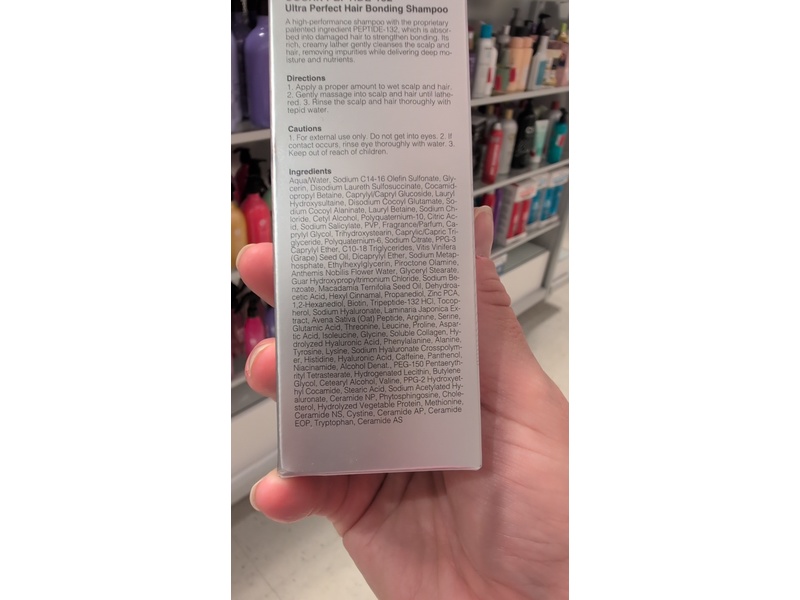 Ultra Perfect Hair Bonding Shampoo
A high-performance shampoo with the proprietary
patented ingredient PEPTIDE-132, which is absor-
bed into damaged hair to strengthen bonding. Its
rich, creamy lather gently cleanses the scalp and
hair, removing impurities while delivering deep mo-
isture and nutrients.
Directions
1. Apply a proper amount to wet scalp and hair.
2. Gently massage into scalp and hair until lathe-
red. 3. Rinse the scalp and hair thoroughly with
tepid water.
Cautions
1. For external use only. Do not get into eyes. 2. If
contact occurs, rinse eye thoroughly with water. 3.
Keep out of reach of children.
Ingredients
Aqua/Water, Sodium C14-16 Olefin Sulfonate, Gly-
cerin, Disodium Laureth Sulfosuccinate, Cocamid-
opropyl Betaine, Caprylyl/Capryl Glucoside, Lauryl
Hydroxysultaine, Disodium Cocoyl Glutamate, So-
dium Cocoyl Alaninate, Lauryl Betaine, Sodium Ch-
loride, Cetyl Alcohol, Polyquaternium-10, Citric Ac-
id, Sodium Salicylate, PVP, Fragrance/Parfum, Ca-
prylyl Glycol, Trihydroxystearin, Caprylic/Capric Tri-
glyceride, Polyquaternium-6, Sodium Citrate, PPG-3
Caprylyl Ether, C10-18 Triglycerides, Vitis Vinifera
(Grape) Seed Oil, Dicaprylyl Ether, Sodium Metap-
hosphate, Ethylhexylglycerin, Piroctone Olamine,
Anthemis Nobilis Flower Water, Glyceryl Stearate,
Guar Hydroxypropyltrimonium Chloride, Sodium Be-
nzoate, Macadamia Ternifolia Seed Oil, Dehydroa-
cetic Acid, Hexyl Cinnamal, Propanediol, Zinc PCA,
1,2-Hexanediol, Biotin, Tripeptide-132 HCl, Tocop-
herol, Sodium Hyaluronate, Laminaria Japonica Ex-
tract, Avena Sativa (Oat) Peptide, Arginine, Serine,
Glutamic Acid, Threonine, Leucine, Proline, Aspar-
tic Acid, Isoleucine, Glycine, Soluble Collagen, Hy-
drolyzed Hyaluronic Acid, Phenylalanine, Alanine,
Tyrosine, Lysine, Sodium Hyaluronate Crosspolym-
er, Histidine, Hyaluronic Acid, Caffeine, Panthenol,
Niacinamide, Alcohol Denat., PEG-150 Pentaeryth-
rityl Tetrastearate, Hydrogenated Lecithin, Butylene
Glycol, Cetearyl Alcohol, Valine, PPG-2 Hydroxyet-
hyl Cocamide, Stearic Acid, Sodium Acetylated Hy-
aluronate, Ceramide NP, Phytosphingosine, Chole-
sterol, Hydrolyzed Vegetable Protein, Methionine,
Ceramide NS, Cystine, Ceramide AP, Ceramide
EOP, Tryptophan, Ceramide AS